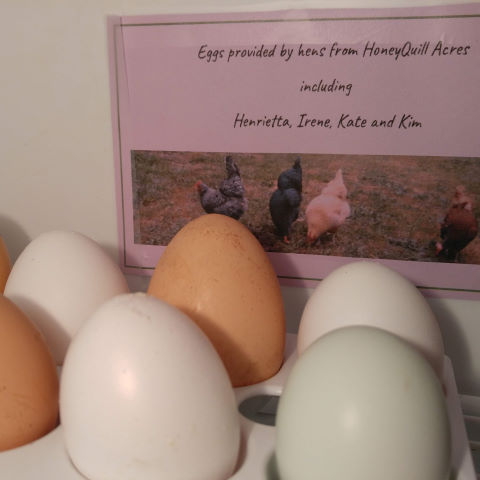 Eggs provided by hens from HoneyQuill Acres
including
Henrietta, Irene, Kate and Kim